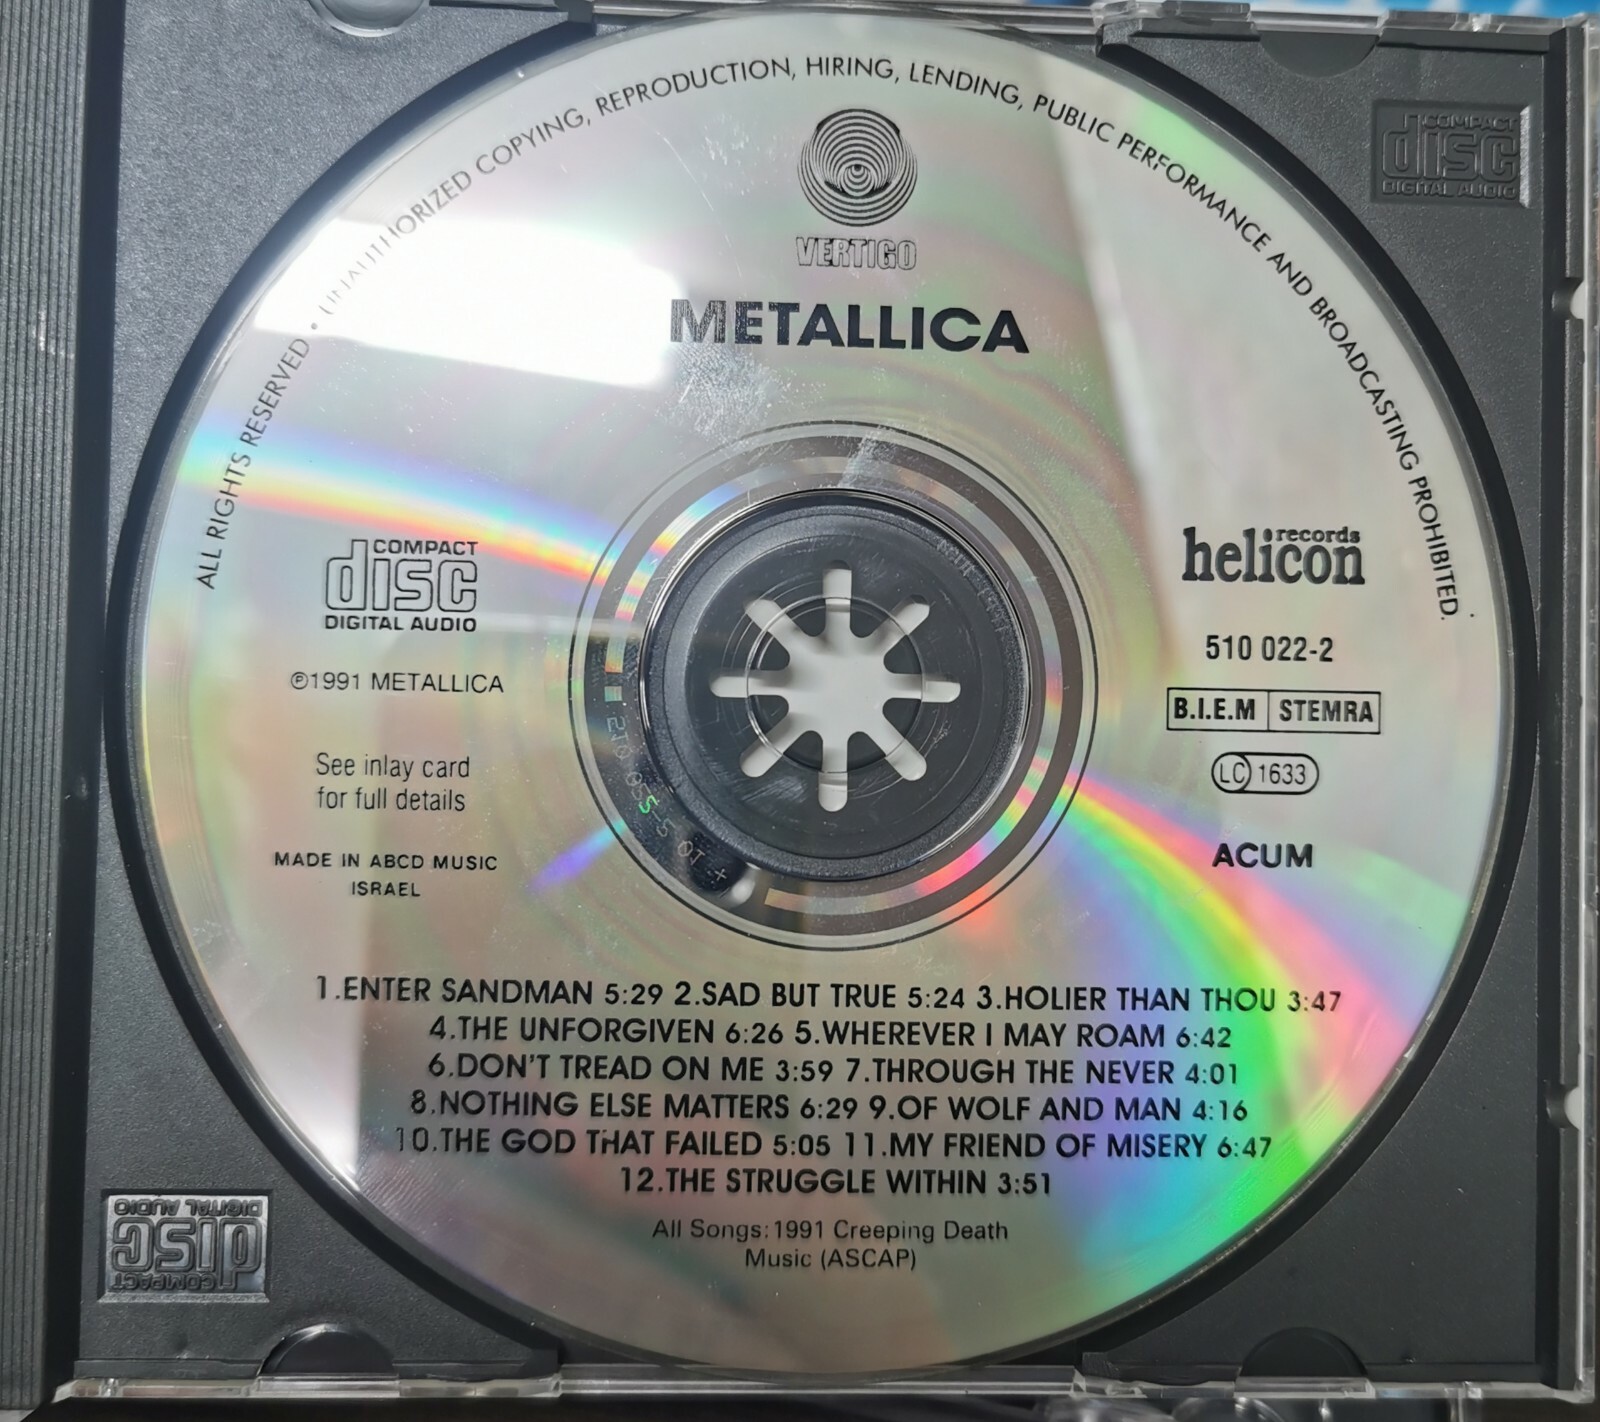 ALL RIGHTS RESERVED • UNAUTHORIZED COPYING, REPRODUCTION, HIRING, LENDING, PUBLIC PERFORMANCE AND BROADCASTING PROHIBITED.
VERTIGO
METALLICA
COMPACT
disc
DIGITAL AUDIO
℗1991 METALLICA
See inlay card
for full details
MADE IN ABCD MUSIC
ISRAEL
helicon records
510 022-2
B.I.E.M STEMRA
LC 1633
ACUM
1.ENTER SANDMAN 5:29 2.SAD BUT TRUE 5:24 3.HOLIER THAN THOU 3:47
4.THE UNFORGIVEN 6:26 5.WHEREVER I MAY ROAM 6:42
6.DON'T TREAD ON ME 3:59 7.THROUGH THE NEVER 4:01
8.NOTHING ELSE MATTERS 6:29 9.OF WOLF AND MAN 4:16
10.THE GOD THAT FAILED 5:05 11.MY FRIEND OF MISERY 6:47
12.THE STRUGGLE WITHIN 3:51
All Songs:1991 Creeping Death
Music (ASCAP)
COMPACT
disc
DIGITAL AUDIO
COMPACT
disc
DIGITAL AUDIO